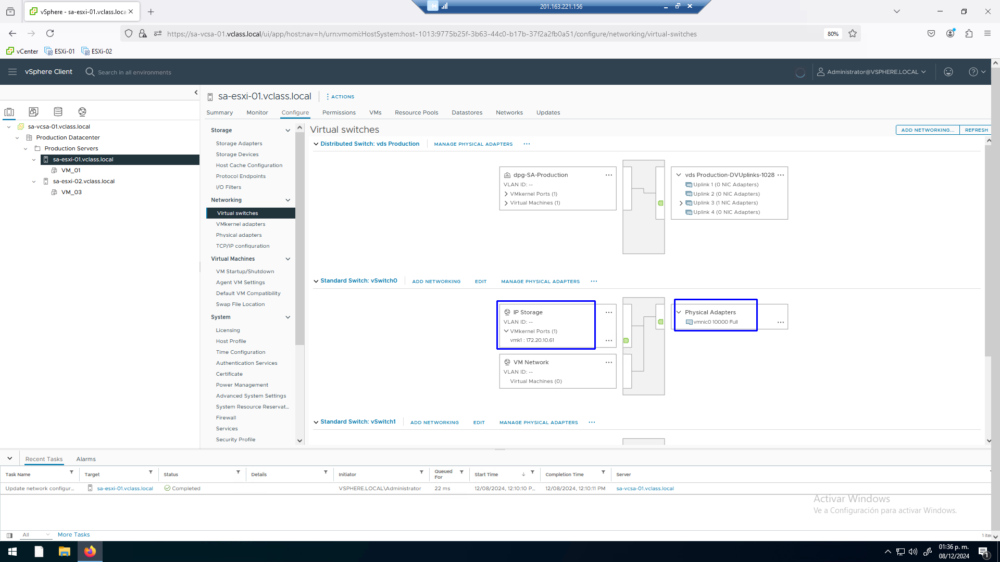 vSphere - sa-esxi-01.vclass.loca
201.163.221.156
https://sa-vcsa-01.vclass.local/ui/app/host;nav=h/urn:vmomi:HostSystem:host-1013:9775b25f-3b63-44c0-b17b-37f2a2fb0a51/configure/networking/virtual-switches
80%
vCenter ESXi-01 ESXi-02
vSphere Client Search in all environments Administrator@VSPHERE.LOCAL
sa-esxi-01.vclass.local ACTIONS
Summary Monitor Configure Permissions VMs Resource Pools Datastores Networks Updates
sa-vcsa-01.vclass.local
Production Datacenter
Production Servers
sa-esxi-01.vclass.local
VM_01
sa-esxi-02.vclass.local
VM_03
Storage
Storage Adapters
Storage Devices
Host Cache Configuration
Protocol Endpoints
I/O Filters
Networking
Virtual switches
VMkernel adapters
Physical adapters
TCP/IP configuration
Virtual Machines
VM Startup/Shutdown
Agent VM Settings
Default VM Compatibility
Swap File Location
System
Licensing
Host Profile
Time Configuration
Authentication Services
Certificate
Power Management
Advanced System Settings
System Resource Reservat...
Firewall
Services
Security Profile
Virtual switches
ADD NETWORKING... REFRESH
Distributed Switch: vds Production MANAGE PHYSICAL ADAPTERS ...
dpg-SA-Production ...
VLAN ID: --
VMkernel Ports (1)
Virtual Machines (1)
vds Production-DVUplinks-1028 ...
Uplink 1 (0 NIC Adapters)
Uplink 2 (0 NIC Adapters)
Uplink 3 (1 NIC Adapters)
Uplink 4 (0 NIC Adapters)
Standard Switch: vSwitch0 ADD NETWORKING EDIT MANAGE PHYSICAL ADAPTERS ...
IP Storage ...
VLAN ID: --
VMkernel Ports (1)
vmk1 : 172.20.10.61 ...
Physical Adapters
vmnic0 10000 Full ...
VM Network ...
VLAN ID: --
Virtual Machines (0)
Standard Switch: vSwitch1 ADD NETWORKING EDIT MANAGE PHYSICAL ADAPTERS ...
Recent Tasks Alarms
Task Name Target Status Details Initiator Queued For Start Time Completion Time Server
Update network configur... sa-esxi-01.vclass.local Completed VSPHERE.LOCAL\Administrator 22 ms 12/08/2024, 12:10:10 P... 12/08/2024, 12:10:11 PM sa-vcsa-01.vclass.local
Activar Windows
Ve a Configuración para activar Windows.
All More Tasks
01:36 p. m.
08/12/2024
1